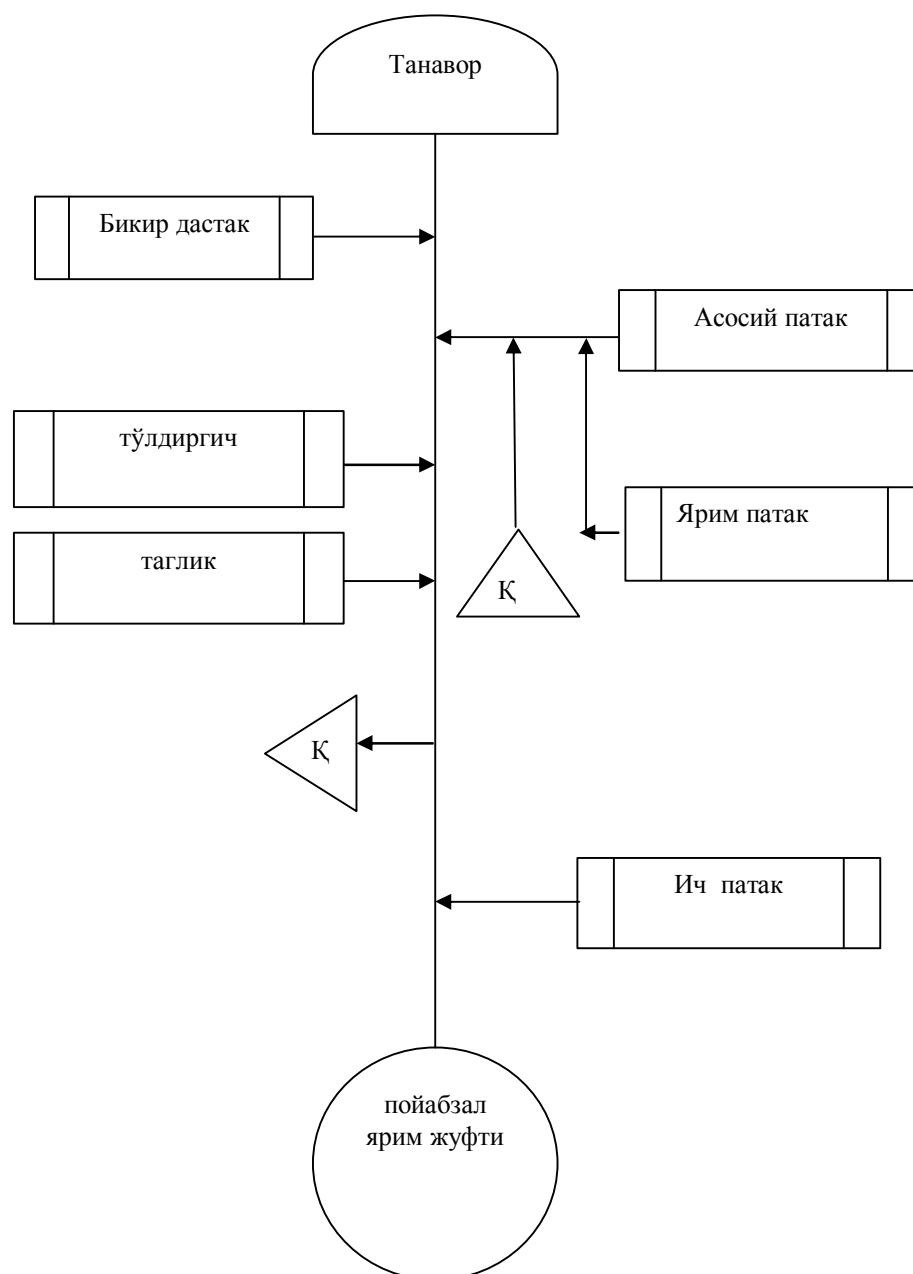 Танавор
Бикир дастак
Асосий патак
тўлдиргич
Ярим патак
таглик
Қ
Қ
Ич патак
пойабзал
ярим жуфти